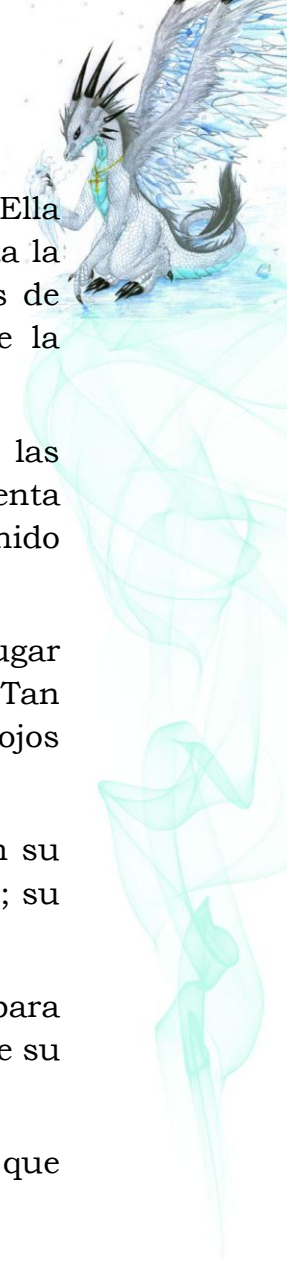 Ella
a la
s de
e la
las
enta
nido
ugar
Tan
ojos
n su
; su
para
e su
que